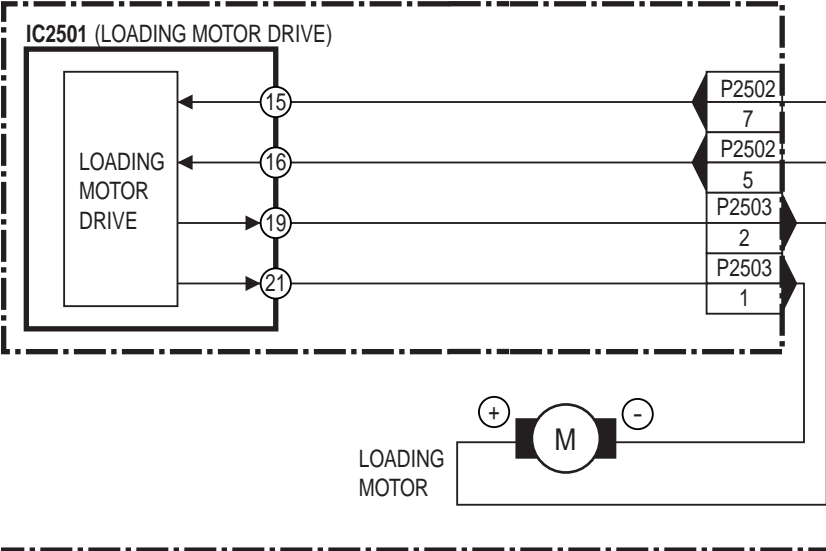 IC2501 (LOADING MOTOR DRIVE)
LOADING
MOTOR
DRIVE
15
16
19
21
P2502
7
P2502
5
P2503
2
P2503
1
+
M
-
LOADING
MOTOR